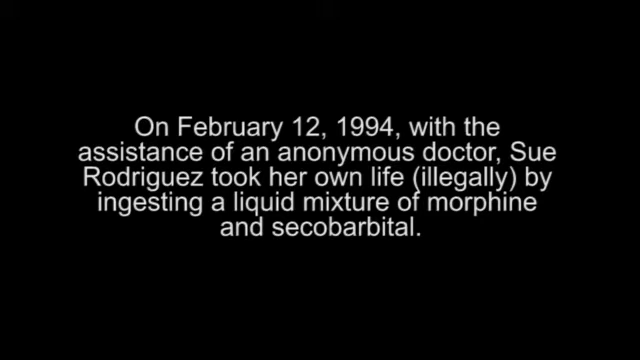 On February 12, 1994, with the
assistance of an anonymous doctor, Sue
Rodriguez took her own life (illegally) by
ingesting a liquid mixture of morphine
and secobarbital.